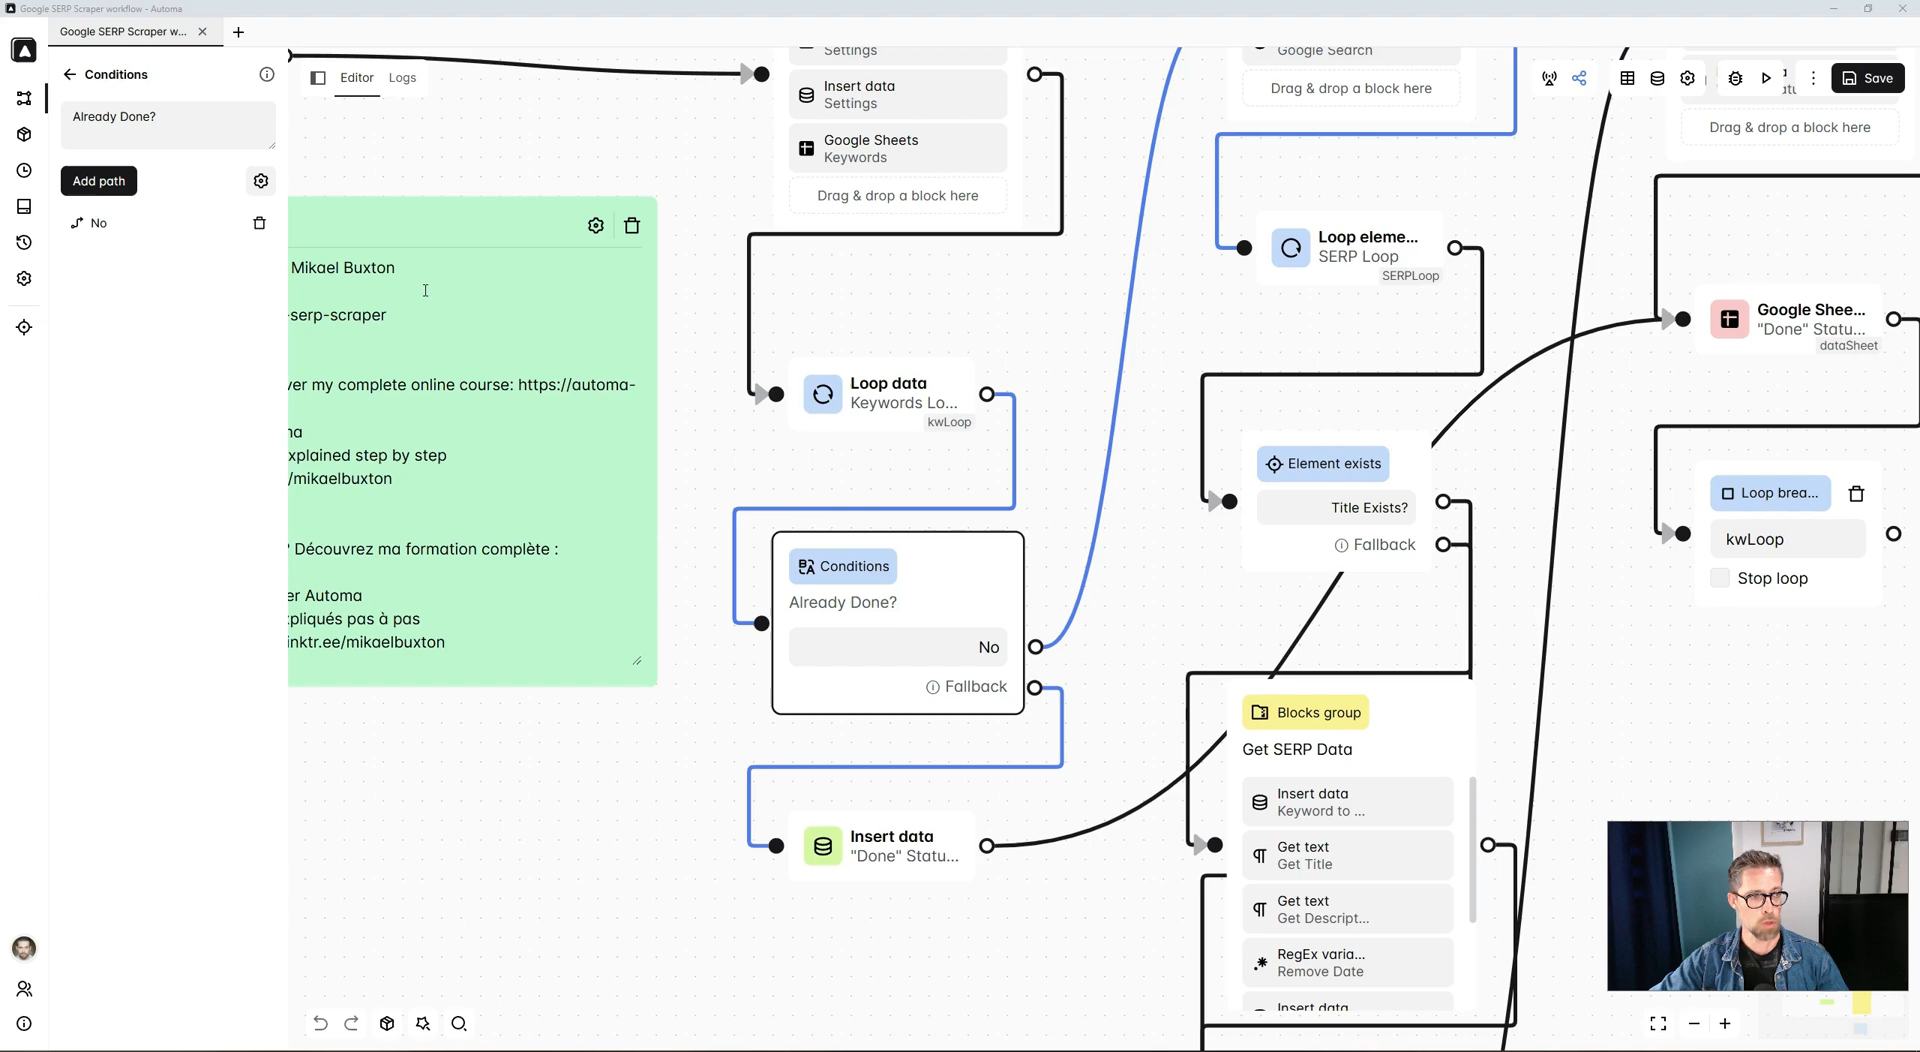 Google SERP Scraper workflow - Automa
Google SERP Scraper w...
Conditions
Already Done?
Add path
No
Editor
Logs
Save
Mikael Buxton
-serp-scraper
ver my complete online course: https://automa-
xplained step by step
/mikaelbuxton
? Découvrez ma formation complète :
er Automa
xpliqués pas à pas
inktr.ee/mikaelbuxton
Settings
Insert data
Settings
Google Sheets
Keywords
Drag & drop a block here
Loop data
Keywords Lo...
kwLoop
Conditions
Already Done?
No
Fallback
Insert data
"Done" Statu...
Google Search
Drag & drop a block here
Loop eleme...
SERP Loop
SERPLoop
Element exists
Title Exists?
Fallback
Blocks group
Get SERP Data
Insert data
Keyword to ...
Get text
Get Title
Get text
Get Descript...
RegEx varia...
Remove Date
Insert data
Drag & drop a block here
Google Shee...
"Done" Statu...
dataSheet
Loop brea...
kwLoop
Stop loop